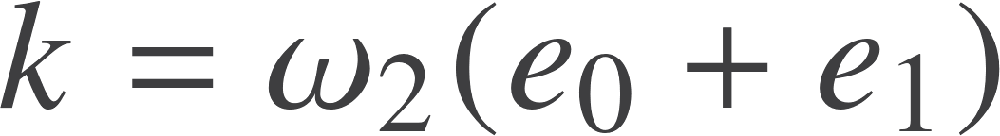 k = ω₂(e₀ + e₁)